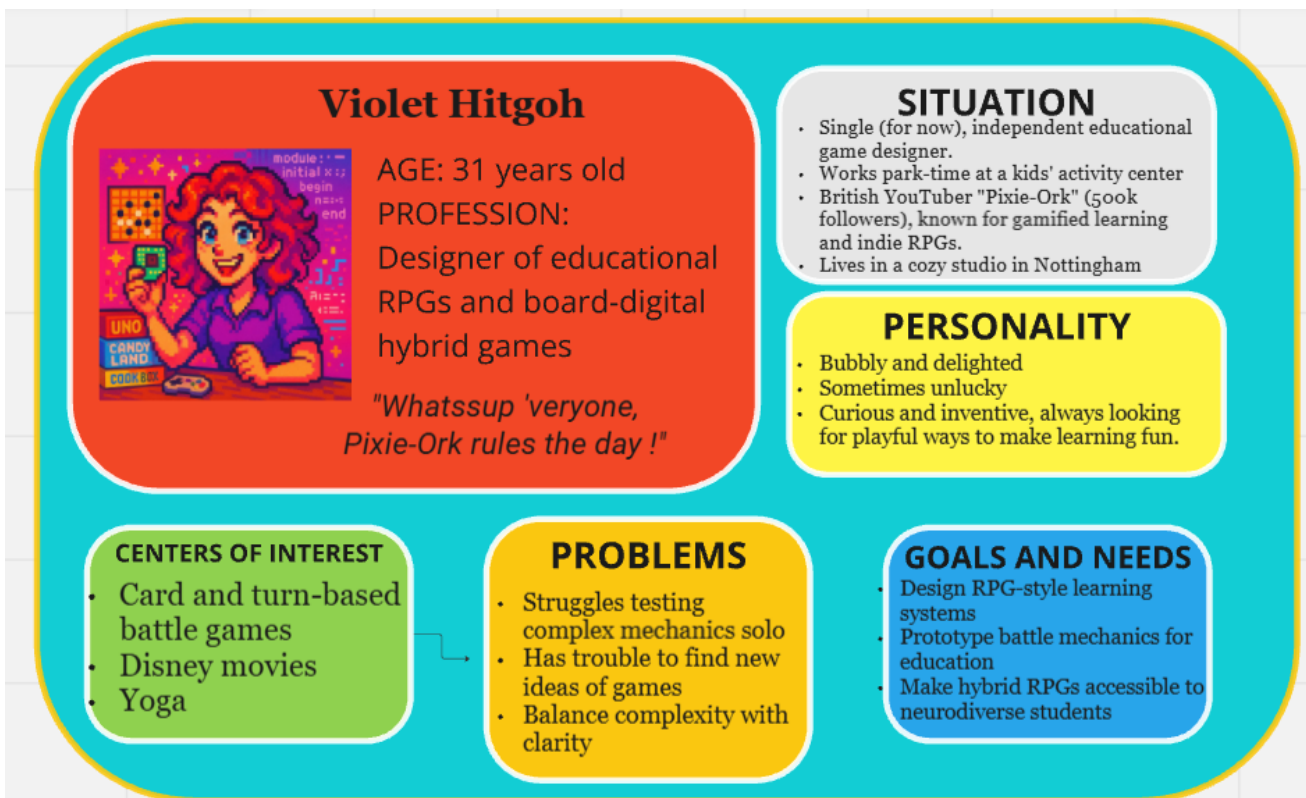 Violet Hitgoh
module:
initial x:;
begin
end
UNO
CANDY
LAND
COOKBOX
AGE: 31 years old
PROFESSION:
Designer of educational
RPGs and board-digital
hybrid games
"Whatssup 'veryone,
Pixie-Ork rules the day !"
SITUATION
• Single (for now), independent educational
game designer.
• Works park-time at a kids' activity center
• British YouTuber "Pixie-Ork" (500k
followers), known for gamified learning
and indie RPGs.
• Lives in a cozy studio in Nottingham
PERSONALITY
• Bubbly and delighted
• Sometimes unlucky
• Curious and inventive, always looking
for playful ways to make learning fun.
CENTERS OF INTEREST
• Card and turn-based
battle games
• Disney movies
• Yoga
PROBLEMS
• Struggles testing
complex mechanics solo
• Has trouble to find new
ideas of games
• Balance complexity with
clarity
GOALS AND NEEDS
• Design RPG-style learning
systems
• Prototype battle mechanics for
education
• Make hybrid RPGs accessible to
neurodiverse students